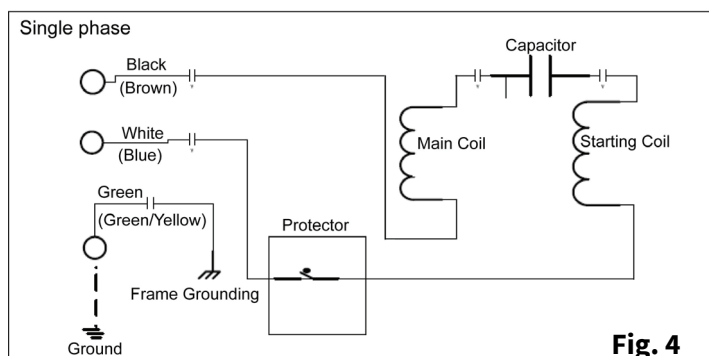 Single phase
Capacitor
Black
(Brown)
White
(Blue)
Main Coil
Starting Coil
Green
(Green/Yellow)
Protector
Frame Grounding
Ground
Fig. 4